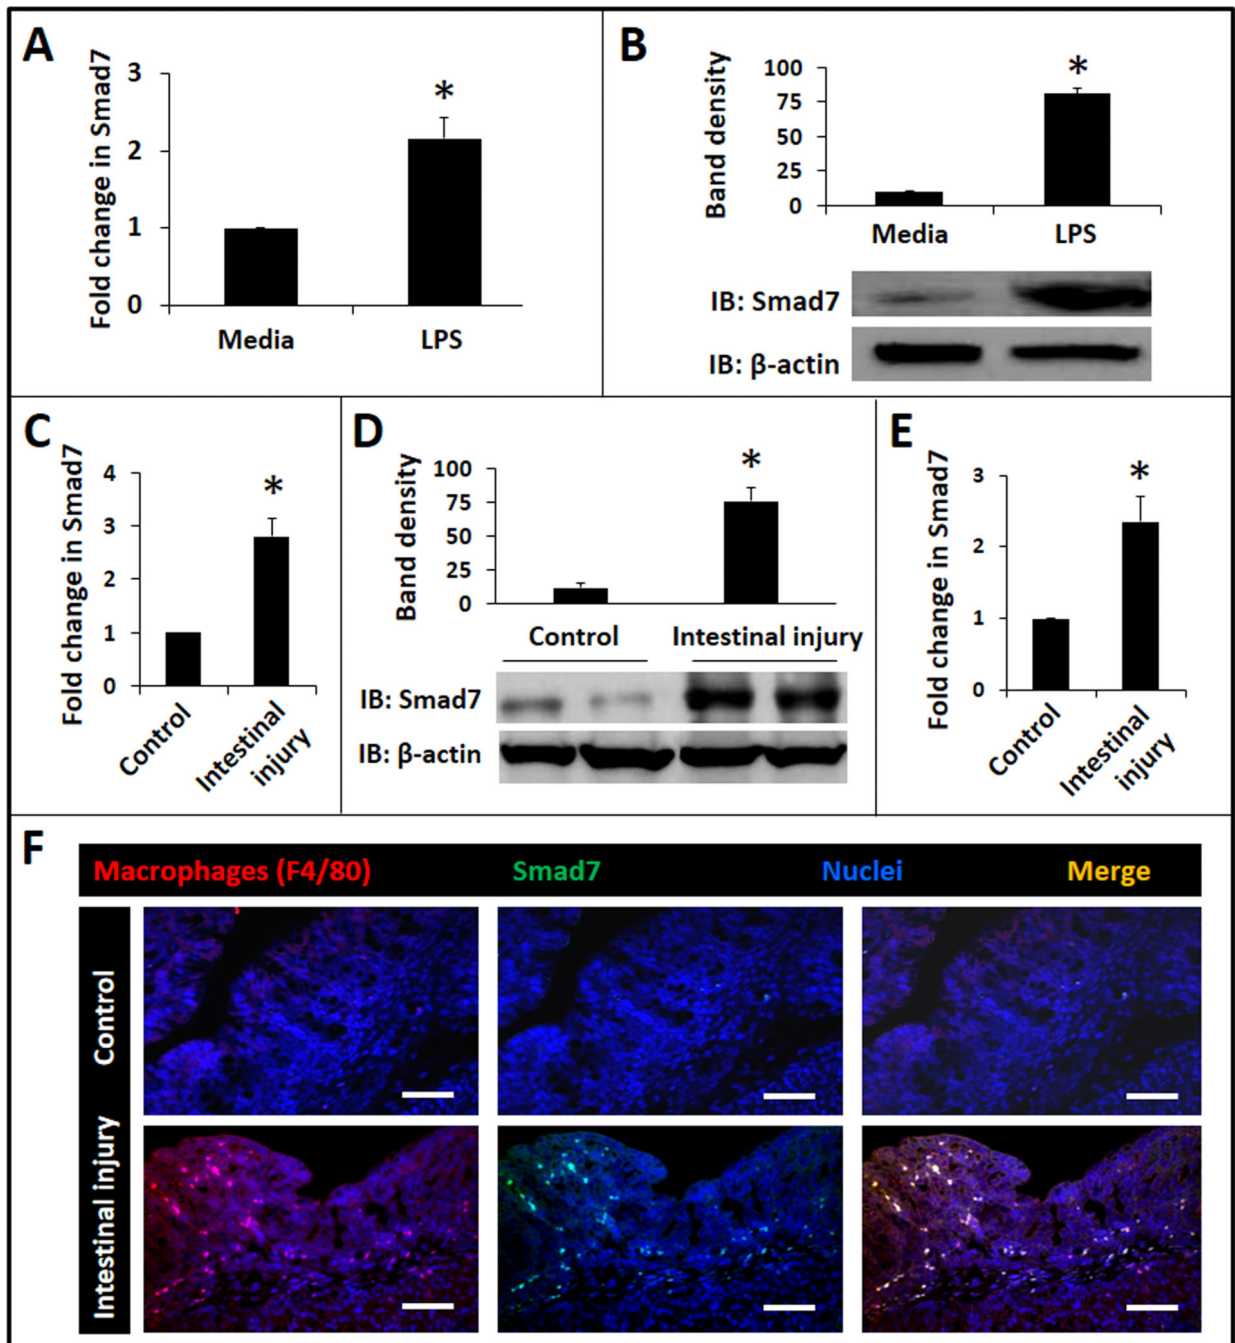 A
Fold change in Smad7
3
2
1
0
*
Media LPS
B
Band density
100
75
50
25
0
*
Media LPS
IB: Smad7
IB: β-actin
C
Fold change in Smad7
4
3
2
1
0
*
Control
Intestinal
injury
D
Band density
100
75
50
25
0
*
Control Intestinal injury
IB: Smad7
IB: β-actin
E
Fold change in Smad7
3
2
1
0
*
Control
Intestinal
injury
F
Macrophages (F4/80) Smad7 Nuclei Merge
Control
Intestinal injury